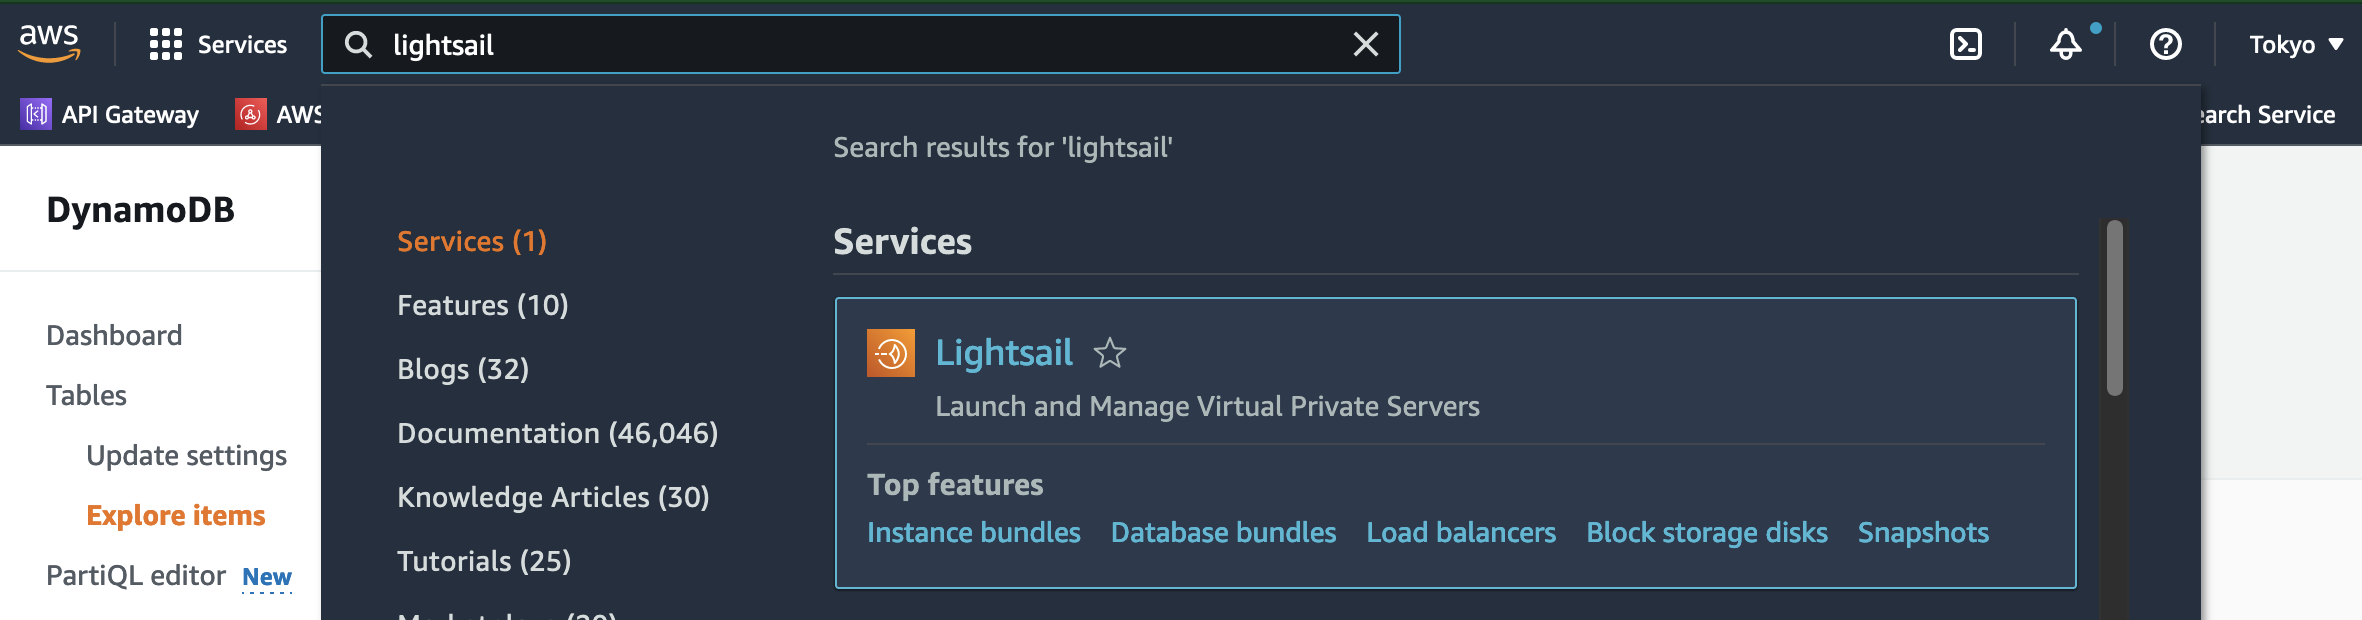 aws
Services
lightsail
Tokyo
API Gateway
AWS
earch Service
Search results for 'lightsail'
DynamoDB
Dashboard
Tables
Update settings
Explore items
PartiQL editor New
Services (1)
Features (10)
Blogs (32)
Documentation (46,046)
Knowledge Articles (30)
Tutorials (25)
Services
Lightsail
Launch and Manage Virtual Private Servers
Top features
Instance bundles Database bundles Load balancers Block storage disks Snapshots